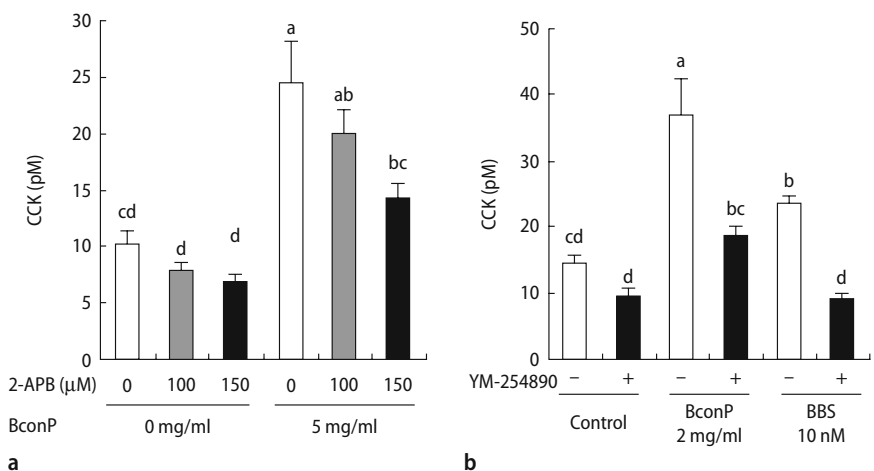 30
25
20
15
10
5
0
CCK (pM)
cd
d
d
a
ab
bc
2-APB (μM) 0 100 150 0 100 150
BconP 0 mg/ml 5 mg/ml
a
50
40
30
20
10
0
CCK (pM)
cd
d
a
bc
b
d
YM-254890 – + – + – +
Control BconP BBS
2 mg/ml 10 nM
b